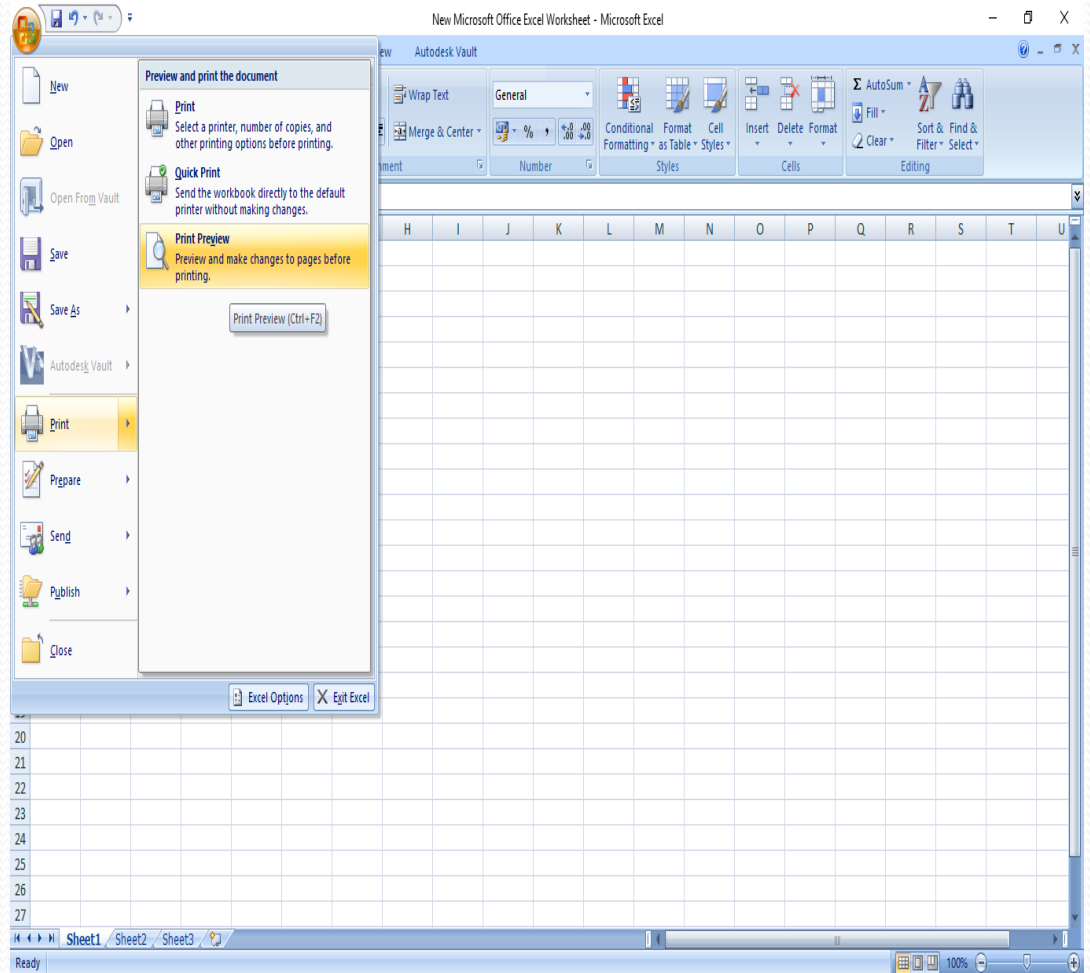 New Microsoft Office Excel Worksheet - Microsoft Excel
ew Autodesk Vault
New
Open
Open From Vault
Save
Save As
Autodesk Vault
Print
Prepare
Send
Publish
Close
Preview and print the document
Print
Select a printer, number of copies, and
other printing options before printing.
Quick Print
Send the workbook directly to the default
printer without making changes.
Print Preview
Preview and make changes to pages before
printing.
Print Preview (Ctrl+F2)
Excel Options Exit Excel
Wrap Text
Merge & Center
nment
General
% , .0 .00 .00 .0
Number
Conditional Formatting
Format as Table
Cell Styles
Styles
Insert Delete Format
Cells
Σ AutoSum
Fill
Clear
Sort & Filter
Find & Select
Editing
H I J K L M N O P Q R S T U
20
21
22
23
24
25
26
27
Sheet1 Sheet2 Sheet3
Ready 100%